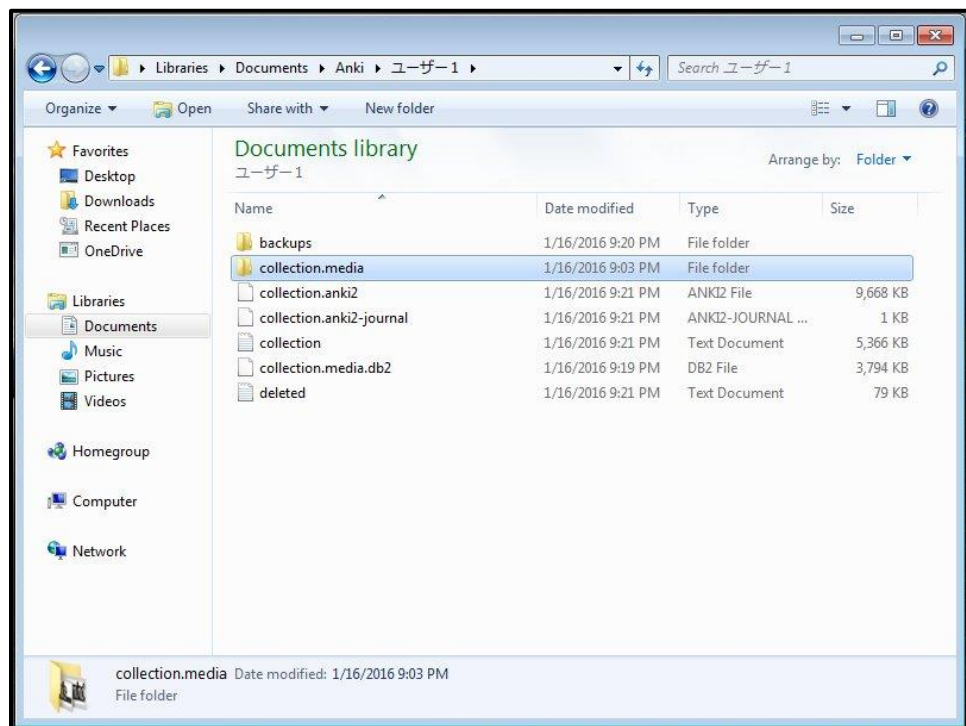 Libraries Documents Anki ユーザー1 Search ユーザー1
Organize Open Share with New folder
Favorites
Desktop
Downloads
Recent Places
OneDrive
Libraries
Documents
Music
Pictures
Videos
Homegroup
Computer
Network
Documents library
ユーザー1
Arrange by: Folder
Name Date modified Type Size
backups 1/16/2016 9:20 PM File folder
collection.media 1/16/2016 9:03 PM File folder
collection.anki2 1/16/2016 9:21 PM ANKI2 File 9,668 KB
collection.anki2-journal 1/16/2016 9:21 PM ANKI2-JOURNAL ... 1 KB
collection 1/16/2016 9:21 PM Text Document 5,366 KB
collection.media.db2 1/16/2016 9:19 PM DB2 File 3,794 KB
deleted 1/16/2016 9:21 PM Text Document 79 KB
collection.media Date modified: 1/16/2016 9:03 PM
File folder